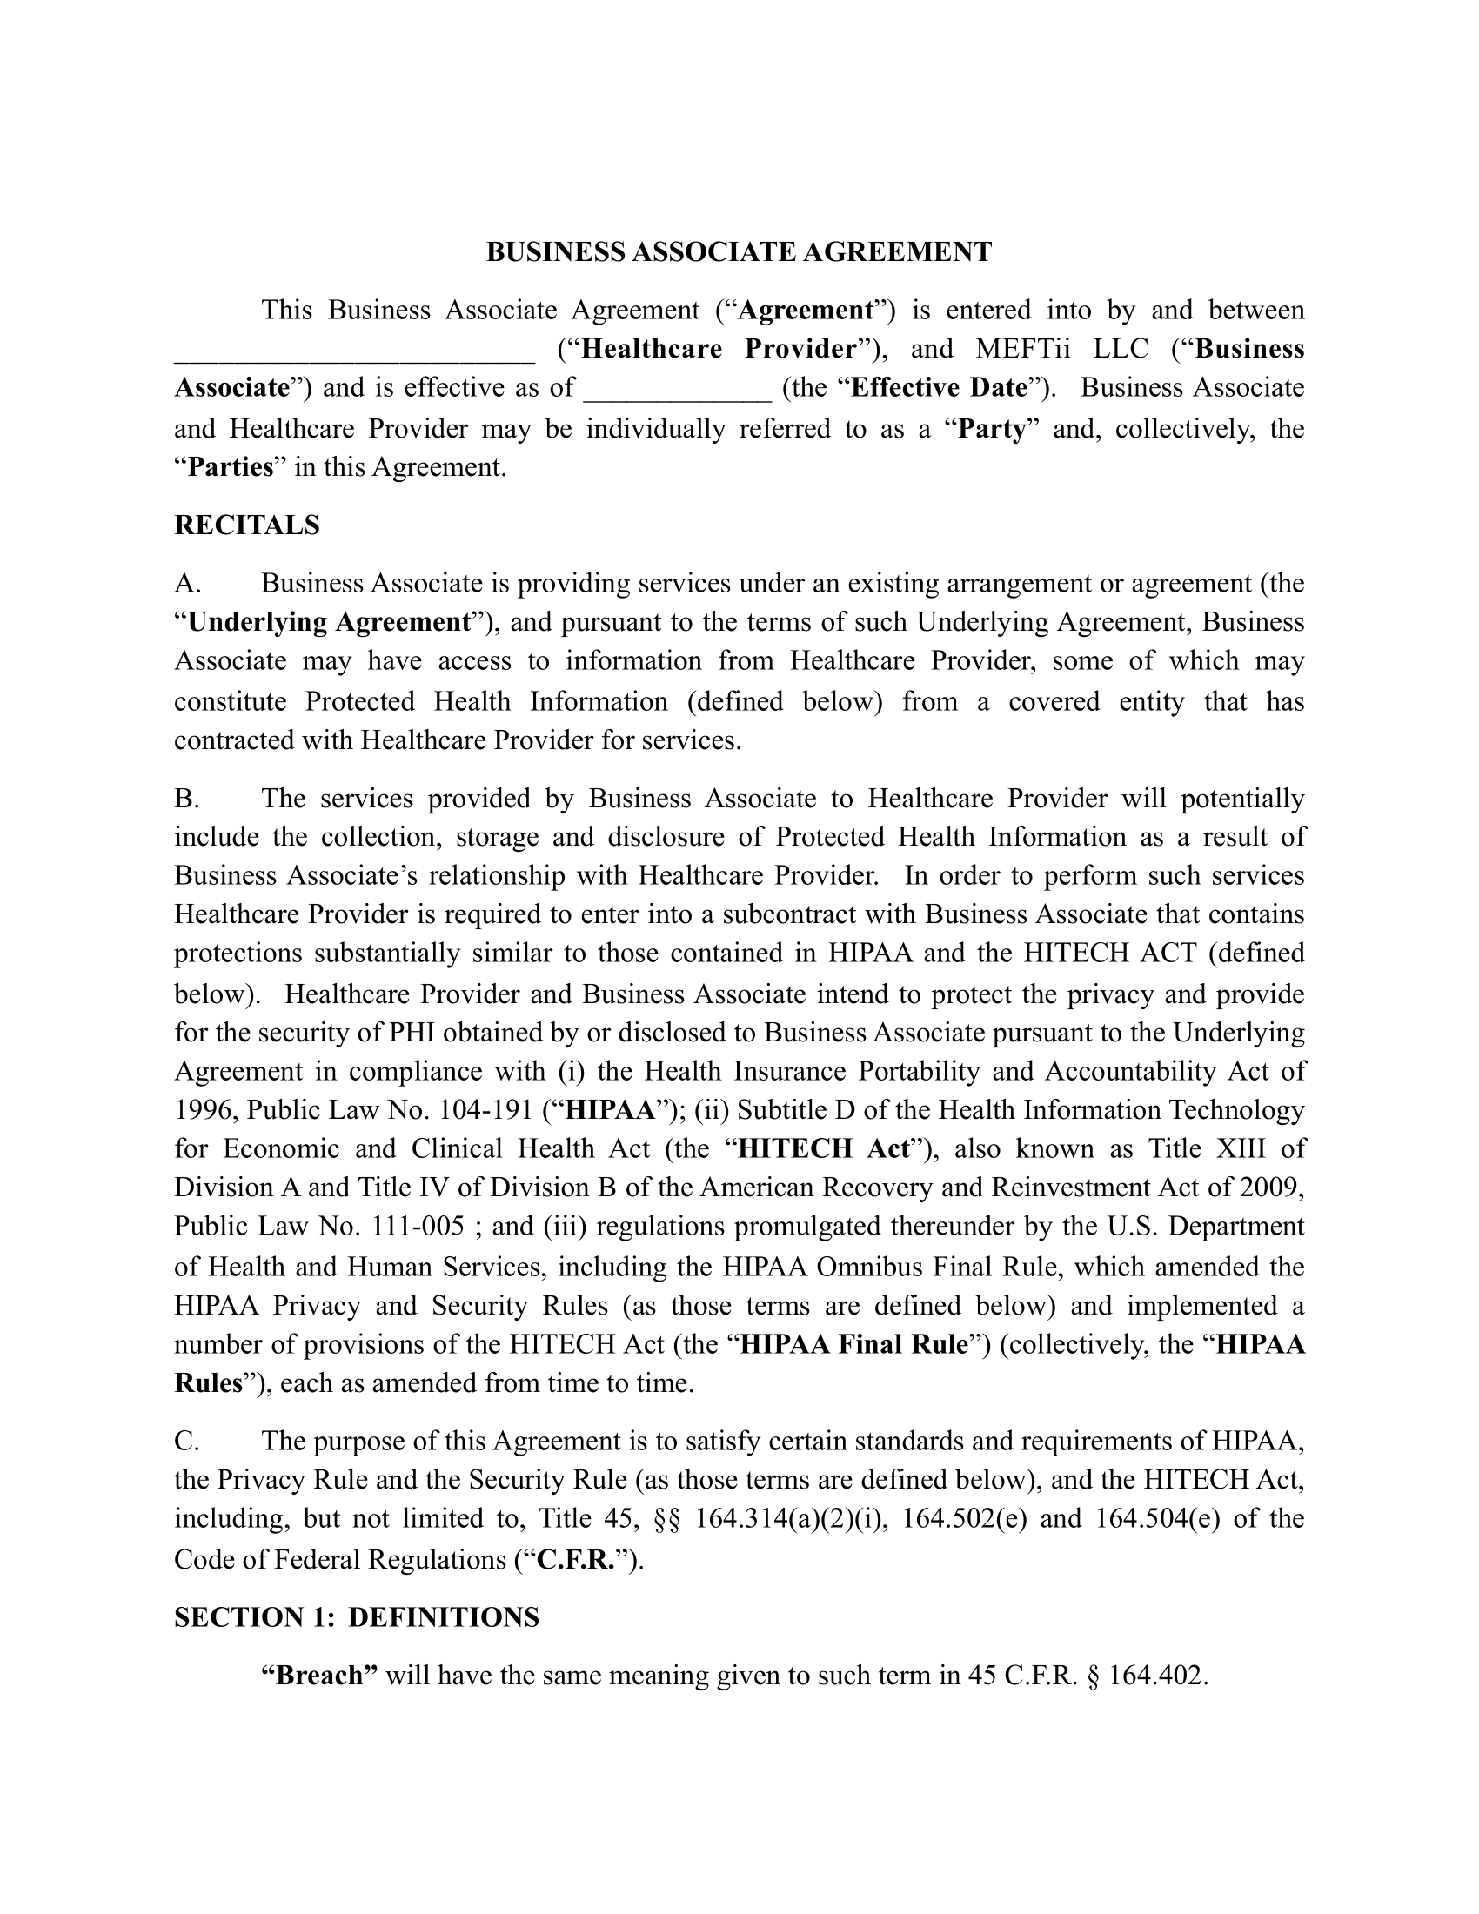 BUSINESS ASSOCIATE AGREEMENT
This Business Associate Agreement (“Agreement”) is entered into by and between
________________________ (“Healthcare Provider”), and MEFTii LLC (“Business
Associate”) and is effective as of _____________ (the “Effective Date”). Business Associate
and Healthcare Provider may be individually referred to as a “Party” and, collectively, the
“Parties” in this Agreement.
RECITALS
A. Business Associate is providing services under an existing arrangement or agreement (the
“Underlying Agreement”), and pursuant to the terms of such Underlying Agreement, Business
Associate may have access to information from Healthcare Provider, some of which may
constitute Protected Health Information (defined below) from a covered entity that has
contracted with Healthcare Provider for services.
B. The services provided by Business Associate to Healthcare Provider will potentially
include the collection, storage and disclosure of Protected Health Information as a result of
Business Associate’s relationship with Healthcare Provider. In order to perform such services
Healthcare Provider is required to enter into a subcontract with Business Associate that contains
protections substantially similar to those contained in HIPAA and the HITECH ACT (defined
below). Healthcare Provider and Business Associate intend to protect the privacy and provide
for the security of PHI obtained by or disclosed to Business Associate pursuant to the Underlying
Agreement in compliance with (i) the Health Insurance Portability and Accountability Act of
1996, Public Law No. 104-191 (“HIPAA”); (ii) Subtitle D of the Health Information Technology
for Economic and Clinical Health Act (the “HITECH Act”), also known as Title XIII of
Division A and Title IV of Division B of the American Recovery and Reinvestment Act of 2009,
Public Law No. 111-005 ; and (iii) regulations promulgated thereunder by the U.S. Department
of Health and Human Services, including the HIPAA Omnibus Final Rule, which amended the
HIPAA Privacy and Security Rules (as those terms are defined below) and implemented a
number of provisions of the HITECH Act (the “HIPAA Final Rule”) (collectively, the “HIPAA
Rules”), each as amended from time to time.
C. The purpose of this Agreement is to satisfy certain standards and requirements of HIPAA,
the Privacy Rule and the Security Rule (as those terms are defined below), and the HITECH Act,
including, but not limited to, Title 45, §§ 164.314(a)(2)(i), 164.502(e) and 164.504(e) of the
Code of Federal Regulations (“C.F.R.”).
SECTION 1: DEFINITIONS
“Breach” will have the same meaning given to such term in 45 C.F.R. § 164.402.